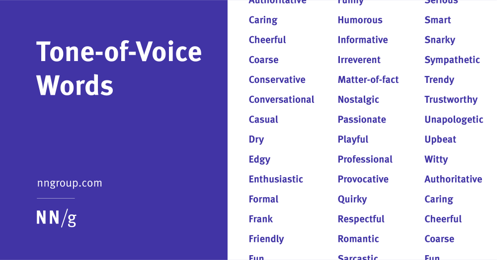 Tone-of-Voice
Words
nngroup.com
NN/g
Authoritative
Caring
Cheerful
Coarse
Conservative
Conversational
Casual
Dry
Edgy
Enthusiastic
Formal
Frank
Friendly
Fun
Funny
Humorous
Informative
Irreverent
Matter-of-fact
Nostalgic
Passionate
Playful
Professional
Provocative
Quirky
Respectful
Romantic
Sarcastic
Serious
Smart
Snarky
Sympathetic
Trendy
Trustworthy
Unapologetic
Upbeat
Witty
Authoritative
Caring
Cheerful
Coarse
Fun